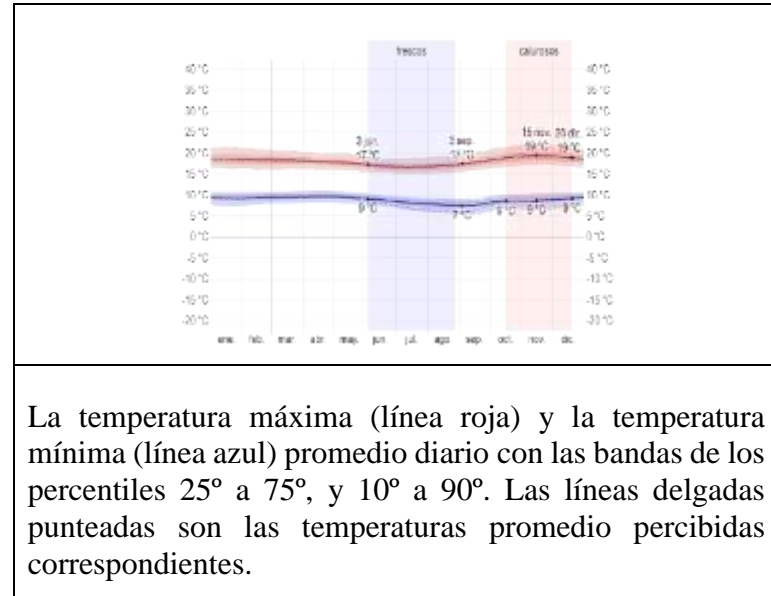 frescos calurosos
40 °C 40 °C
35 °C 35 °C
30 °C 30 °C
25 °C 15 nov. 25 °C
20 °C 3 jun. 3 sep. 19 °C 19 °C 20 °C
15 °C 17 °C 15 °C
10 °C 10 °C
5 °C 9 °C 7 °C 9 °C 9 °C 5 °C
0 °C 0 °C
-5 °C -5 °C
-10 °C -10 °C
-15 °C -15 °C
-20 °C -20 °C
ene. feb. mar. abr. may. jun. jul. ago. sep. oct. nov. dic.
La temperatura máxima (línea roja) y la temperatura
mínima (línea azul) promedio diario con las bandas de los
percentiles 25º a 75º, y 10º a 90º. Las líneas delgadas
punteadas son las temperaturas promedio percibidas
correspondientes.